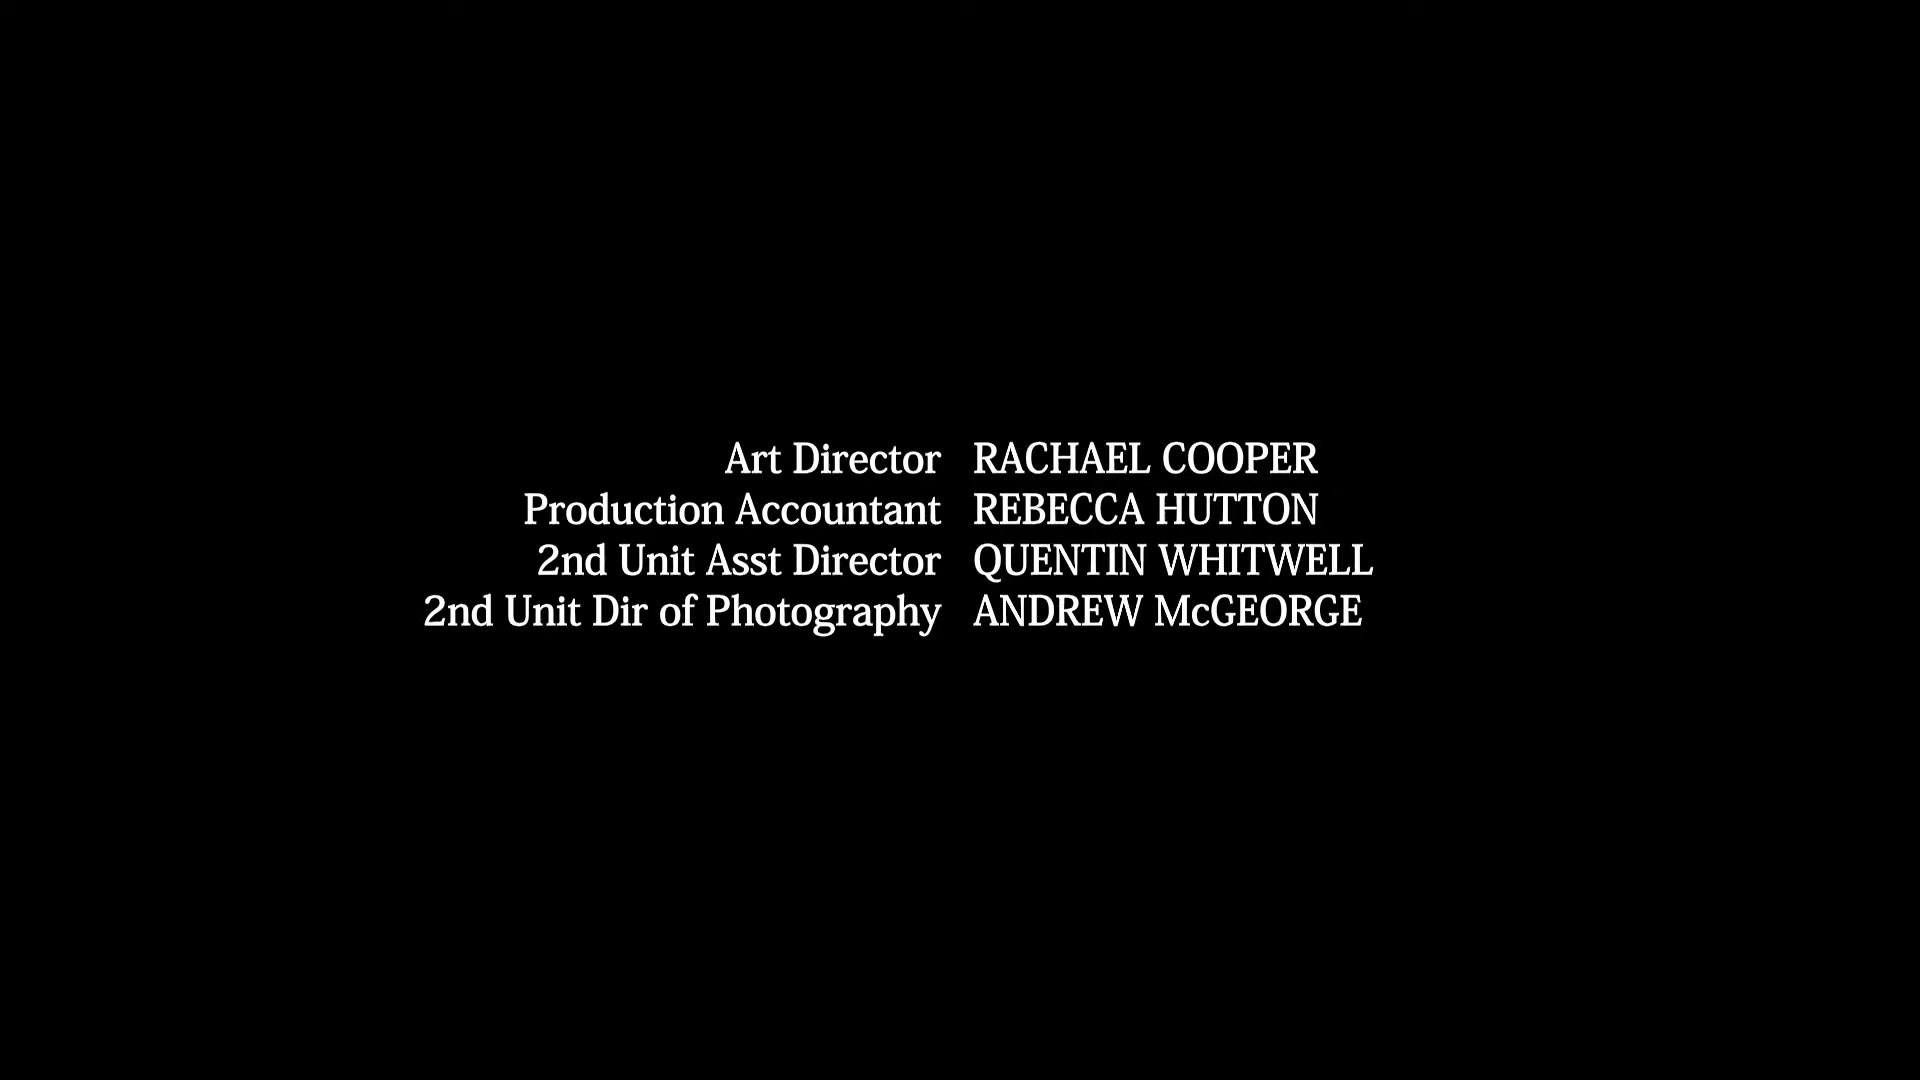 Art Director RACHAEL COOPER
Production Accountant REBECCA HUTTON
2nd Unit Asst Director QUENTIN WHITWELL
2nd Unit Dir of Photography ANDREW McGEORGE